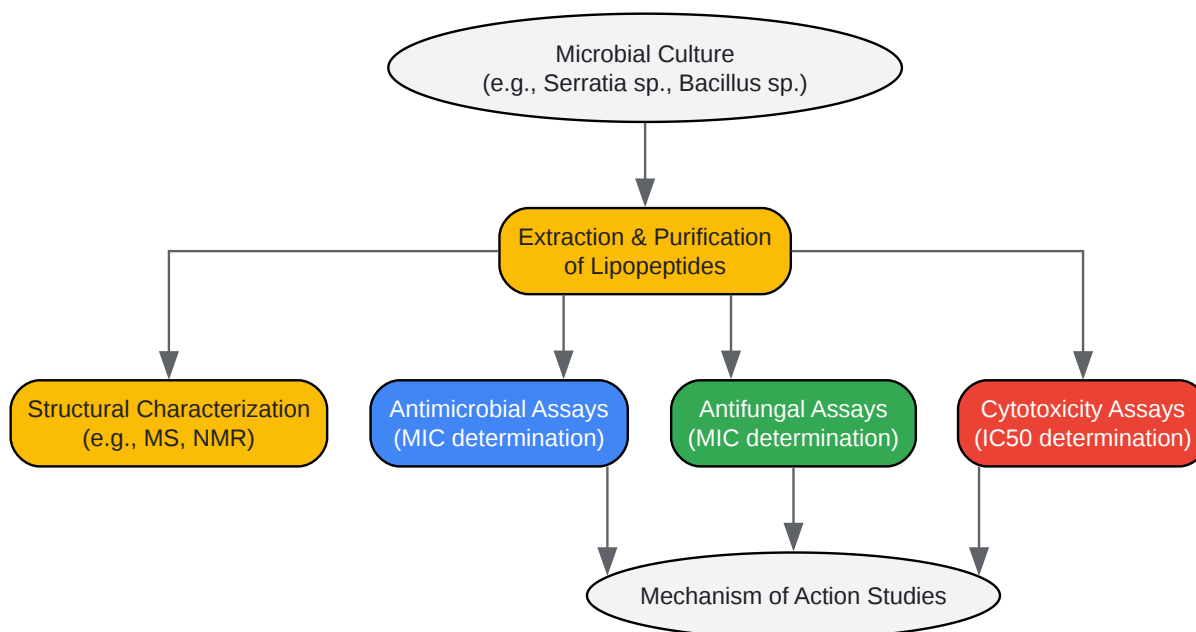 Microbial Culture
(e.g., Serratia sp., Bacillus sp.)
Extraction & Purification
of Lipopeptides
Structural Characterization
(e.g., MS, NMR)
Antimicrobial Assays
(MIC determination)
Antifungal Assays
(MIC determination)
Cytotoxicity Assays
(IC50 determination)
Mechanism of Action Studies